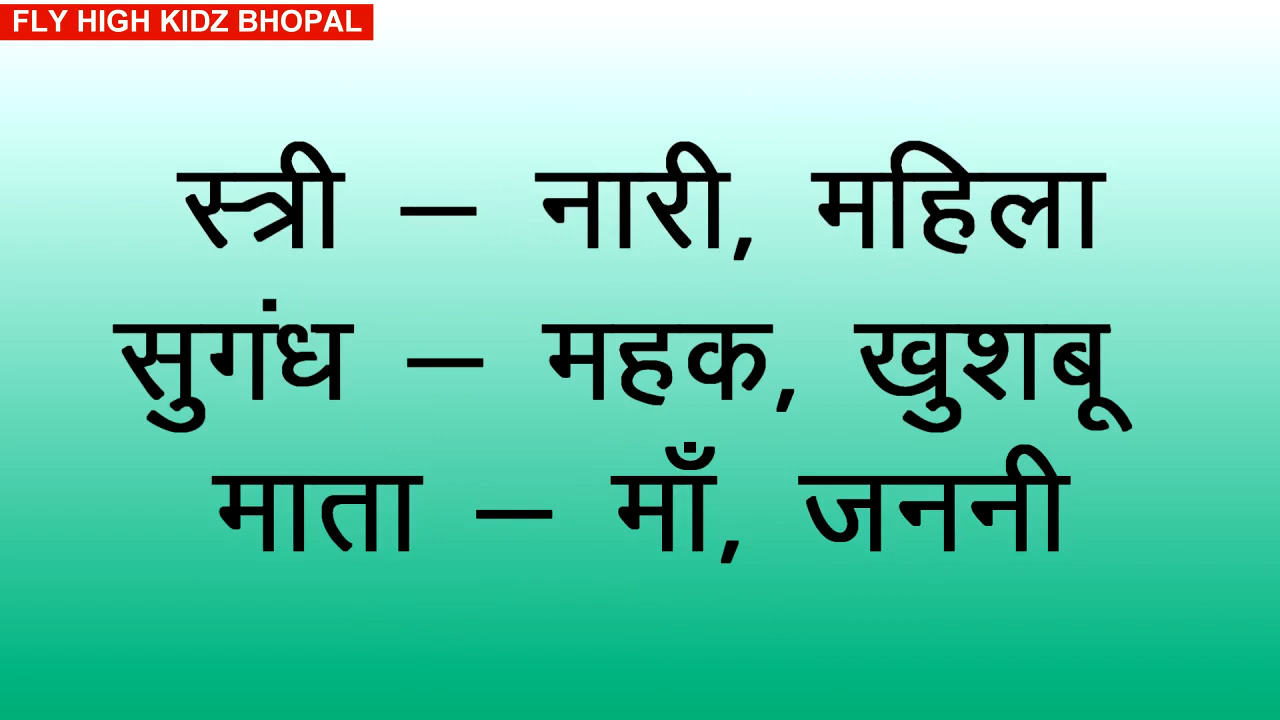 FLY HIGH KIDZ BHOPAL
स्त्री – नारी, महिला
सुगंध – महक, खुशबू
माता – माँ, जननी